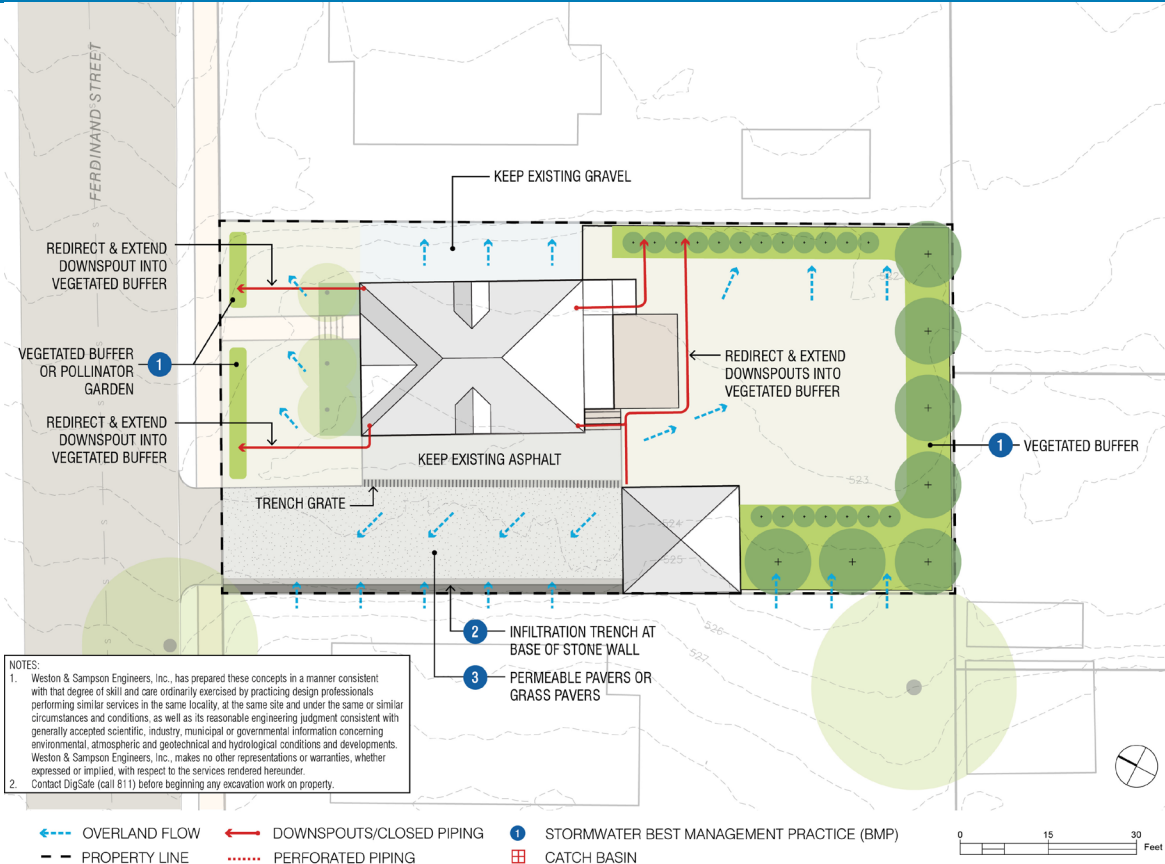 FERDINAND STREET
KEEP EXISTING GRAVEL
REDIRECT & EXTEND
DOWNSPOUT INTO
VEGETATED BUFFER
VEGETATED BUFFER
OR POLLINATOR
GARDEN
1
REDIRECT & EXTEND
DOWNSPOUT INTO
VEGETATED BUFFER
REDIRECT & EXTEND
DOWNSPOUTS INTO
VEGETATED BUFFER
1 VEGETATED BUFFER
KEEP EXISTING ASPHALT
TRENCH GRATE
523
524
525
526
527
2 INFILTRATION TRENCH AT
BASE OF STONE WALL
3 PERMEABLE PAVERS OR
GRASS PAVERS
S
S
S
S
S
NOTES:
1. Weston & Sampson Engineers, Inc., has prepared these concepts in a manner consistent
with that degree of skill and care ordinarily exercised by practicing design professionals
performing similar services in the same locality, at the same site and under the same or similar
circumstances and conditions, as well as its reasonable engineering judgment consistent with
generally accepted scientific, industry, municipal or governmental information concerning
environmental, atmospheric and geotechnical and hydrological conditions and developments.
Weston & Sampson Engineers, Inc., makes no other representations or warranties, whether
expressed or implied, with respect to the services rendered hereunder.
2. Contact DigSafe (call 811) before beginning any excavation work on property.
OVERLAND FLOW
DOWNSPOUTS/CLOSED PIPING
1 STORMWATER BEST MANAGEMENT PRACTICE (BMP)
PROPERTY LINE
PERFORATED PIPING
CATCH BASIN
0 15 30
Feet